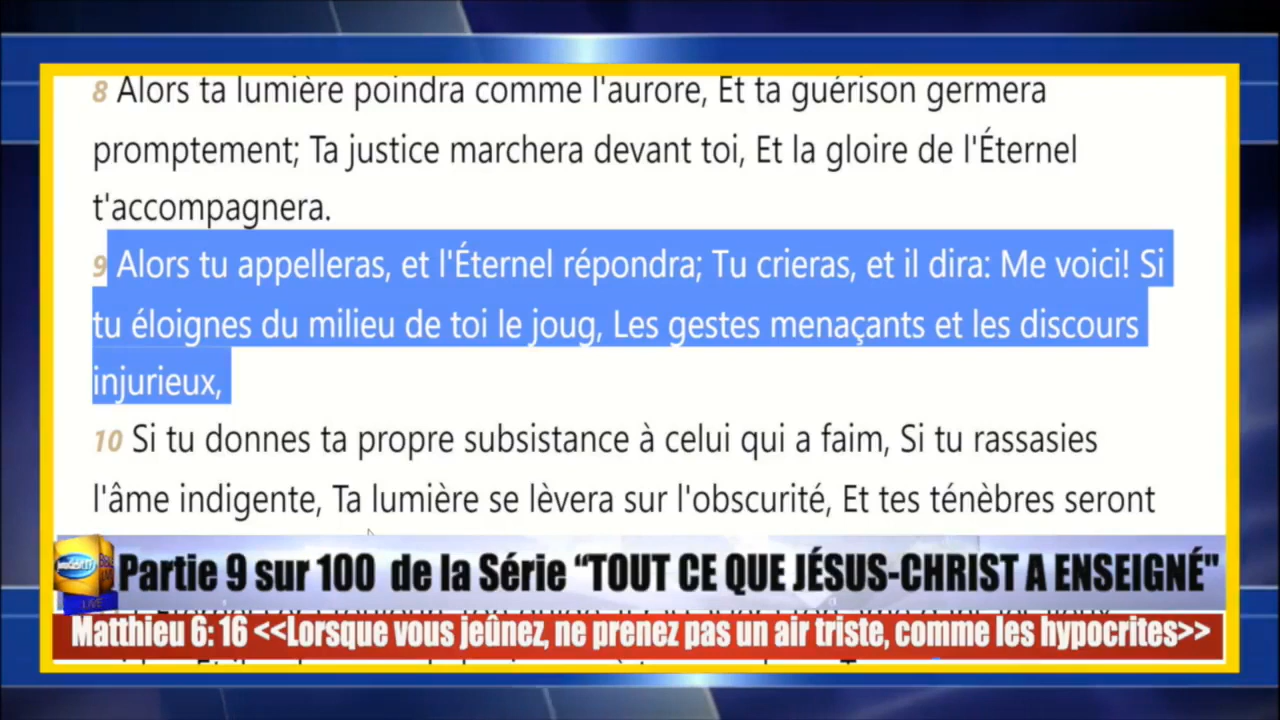 8 Alors ta lumière poindra comme l'aurore, Et ta guérison germera
promptement; Ta justice marchera devant toi, Et la gloire de l'Éternel
t'accompagnera.
9 Alors tu appelleras, et l'Éternel répondra; Tu crieras, et il dira: Me voici! Si
tu éloignes du milieu de toi le joug, Les gestes menaçants et les discours
injurieux,
10 Si tu donnes ta propre subsistance à celui qui a faim, Si tu rassasies
l'âme indigente, Ta lumière se lèvera sur l'obscurité, Et tes ténèbres seront
Partie 9 sur 100 de la Série “TOUT CE QUE JÉSUS-CHRIST A ENSEIGNÉ"
LIVE
Matthieu 6: 16 <<Lorsque vous jeûnez, ne prenez pas un air triste, comme les hypocrites>>